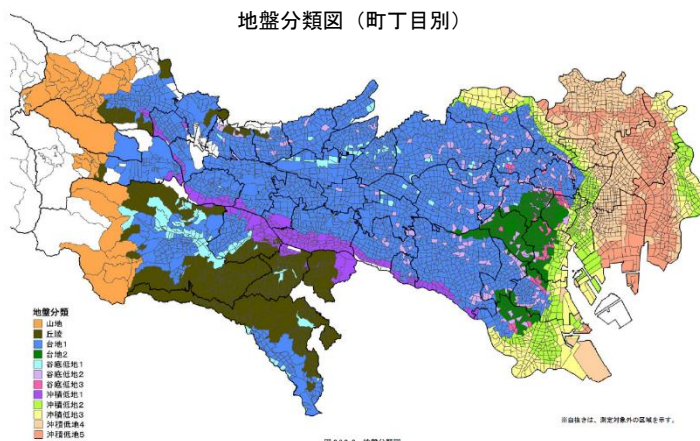 地盤分類図（町丁目別）
地盤分類
山地
丘陵
台地1
台地2
谷底低地1
谷底低地2
谷底低地3
沖積低地1
沖積低地2
沖積低地3
沖積低地4
沖積低地5
※白抜きは、測定対象外の区域を示す。